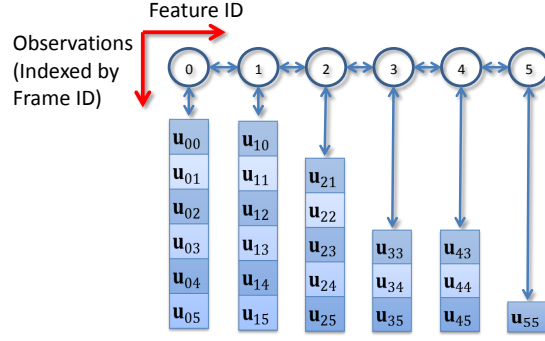 Feature ID
Observations
(Indexed by
Frame ID)
0 1 2 3 4 5
u00 u10
u01 u11 u21
u02 u12 u22
u03 u13 u23 u33 u43
u04 u14 u24 u34 u44
u05 u15 u25 u35 u45 u55